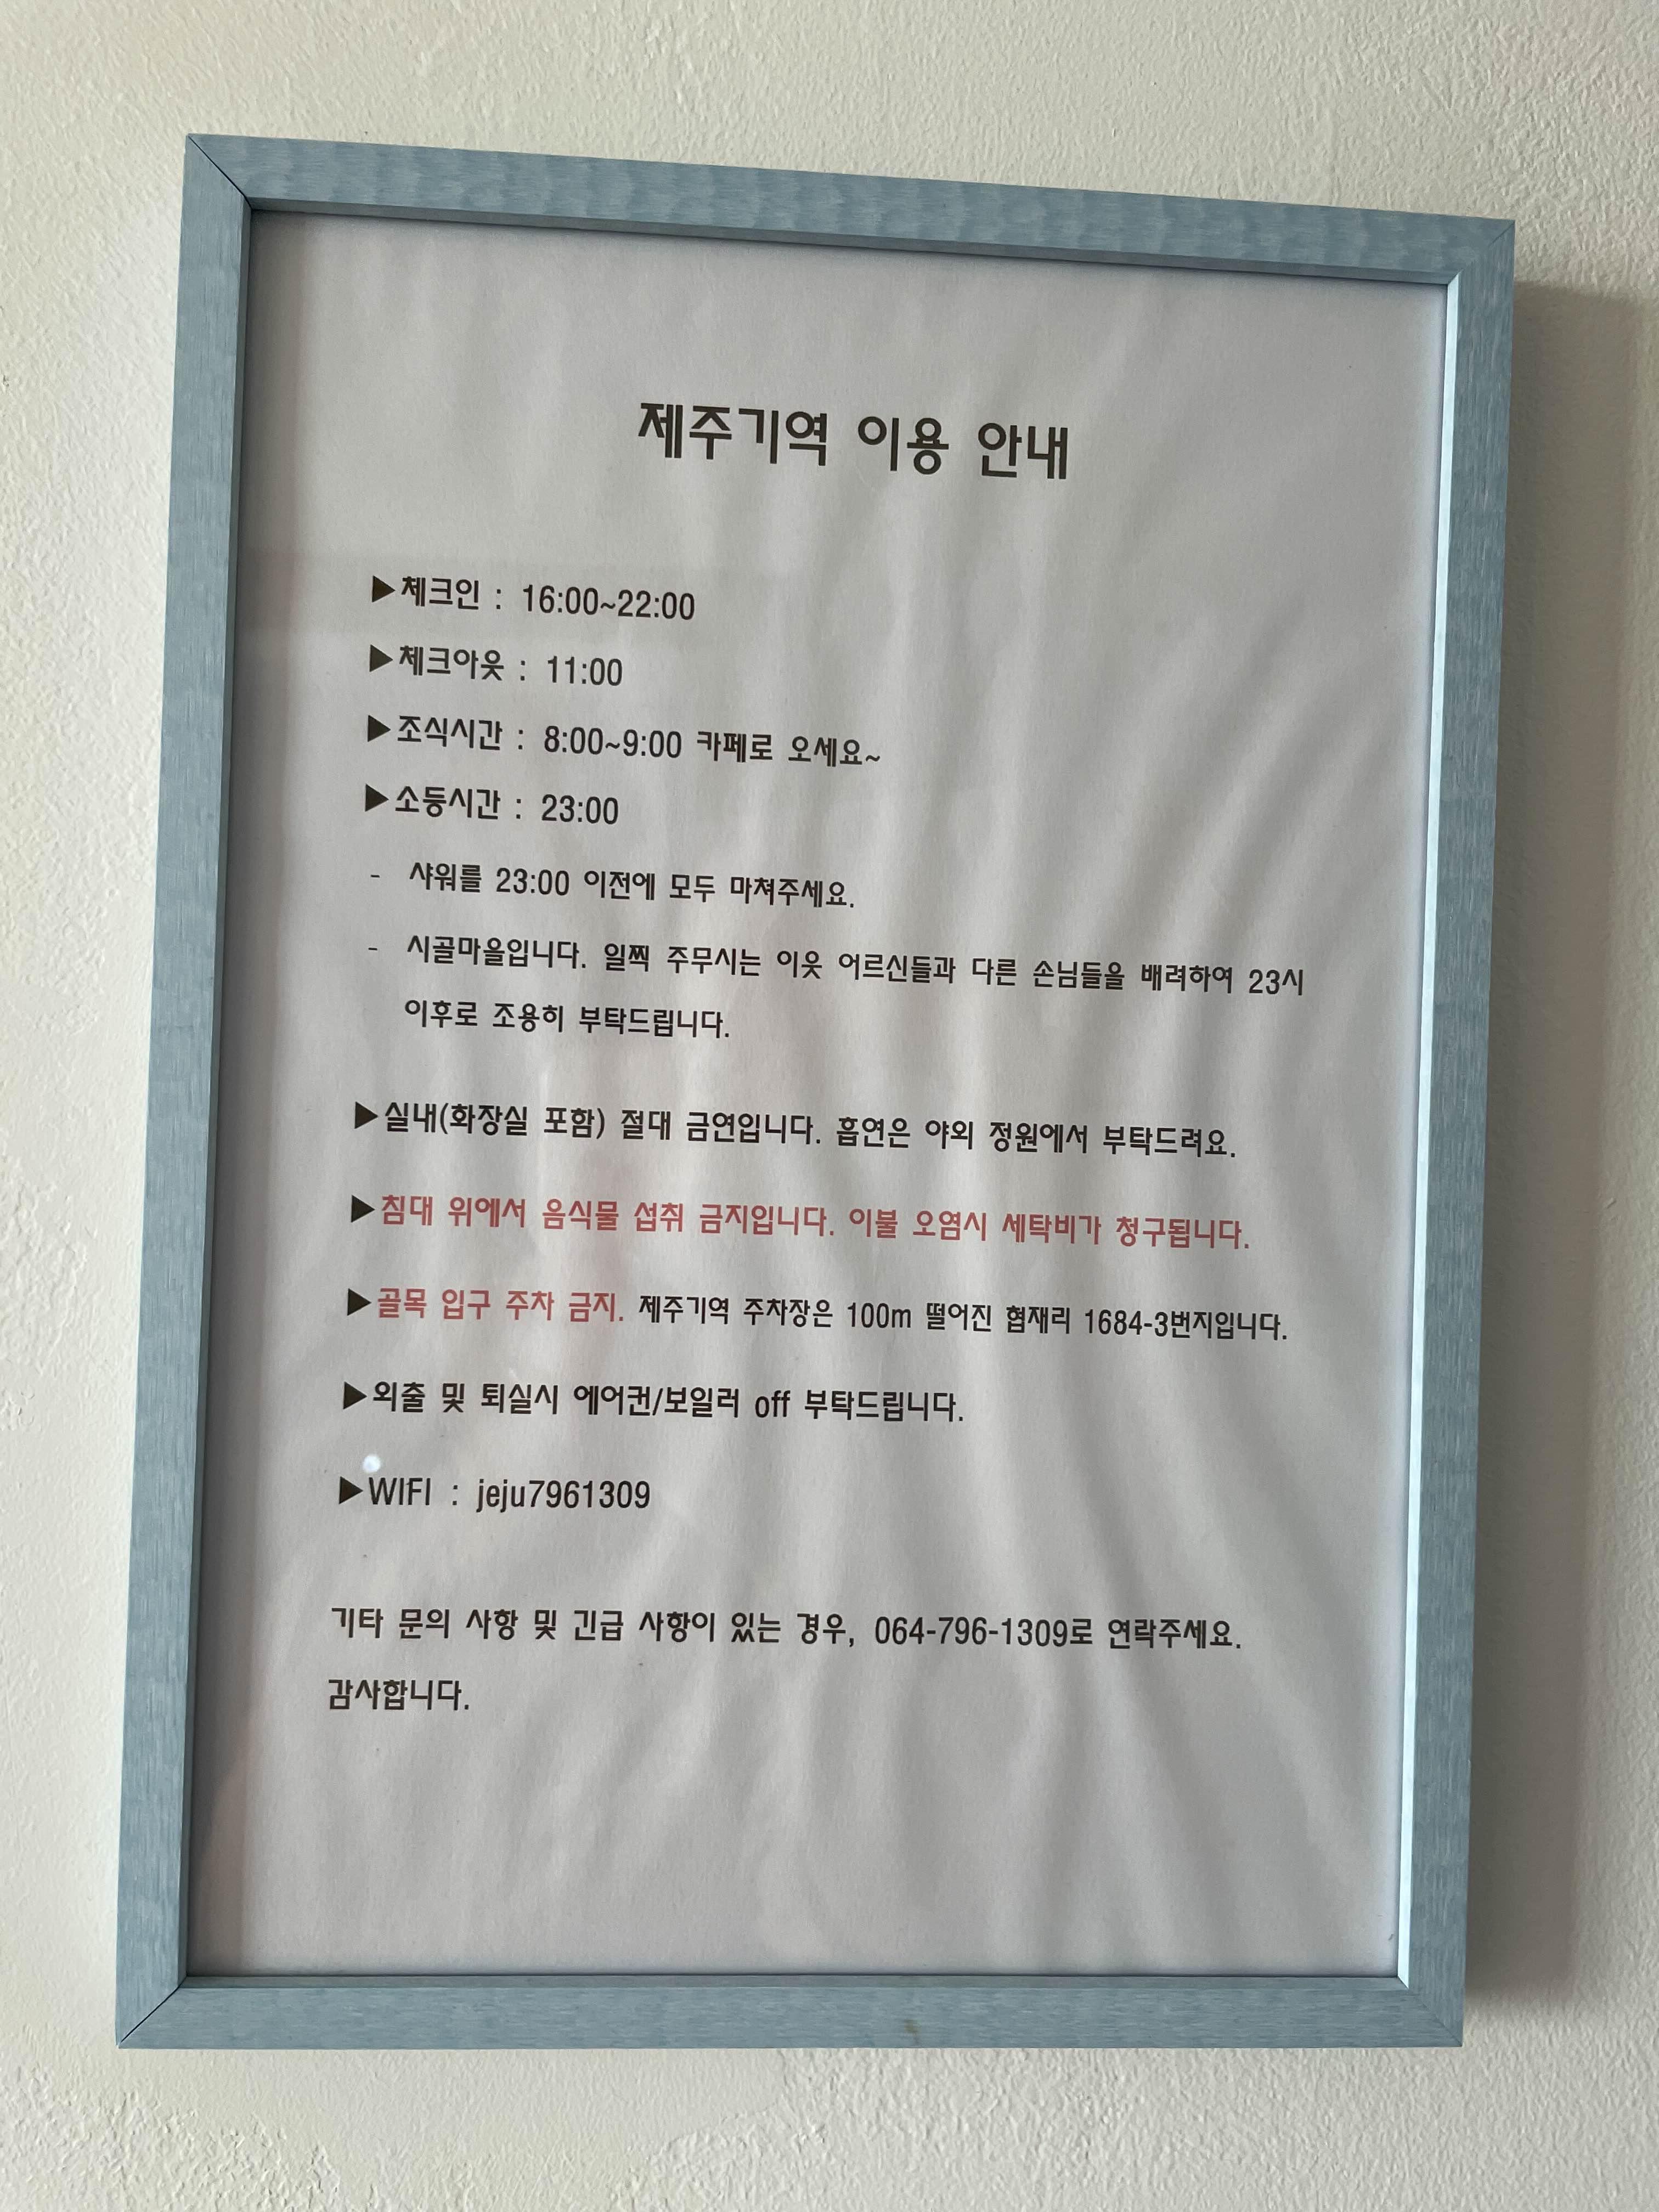 제주기역 이용 안내
▶체크인 : 16:00~22:00
▶체크아웃 : 11:00
▶조식시간 : 8:00~9:00 카페로 오세요~
▶소등시간 : 23:00
- 샤워를 23:00 이전에 모두 마쳐주세요.
- 시골마을입니다. 일찍 주무시는 이웃 어르신들과 다른 손님들을 배려하여 23시
이후로 조용히 부탁드립니다.
▶실내(화장실 포함) 절대 금연입니다. 흡연은 야외 정원에서 부탁드려요.
▶침대 위에서 음식물 섭취 금지입니다. 이불 오염시 세탁비가 청구됩니다.
▶골목 입구 주차 금지. 제주기역 주차장은 100m 떨어진 협재리 1684-3번지입니다.
▶외출 및 퇴실시 에어컨/보일러 off 부탁드립니다.
▶WIFI : jeju7961309
기타 문의 사항 및 긴급 사항이 있는 경우, 064-796-1309로 연락주세요.
감사합니다.